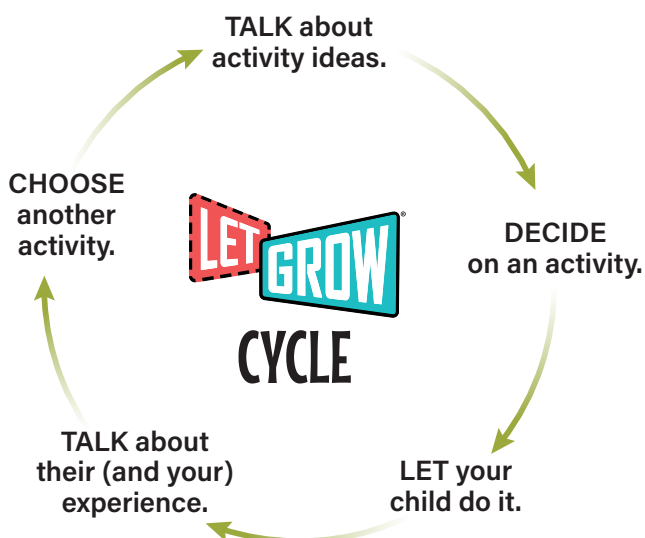 TALK about
activity ideas.
DECIDE
on an activity.
LET your
child do it.
TALK about
their (and your)
experience.
CHOOSE
another
activity.
LET
GROW®
CYCLE